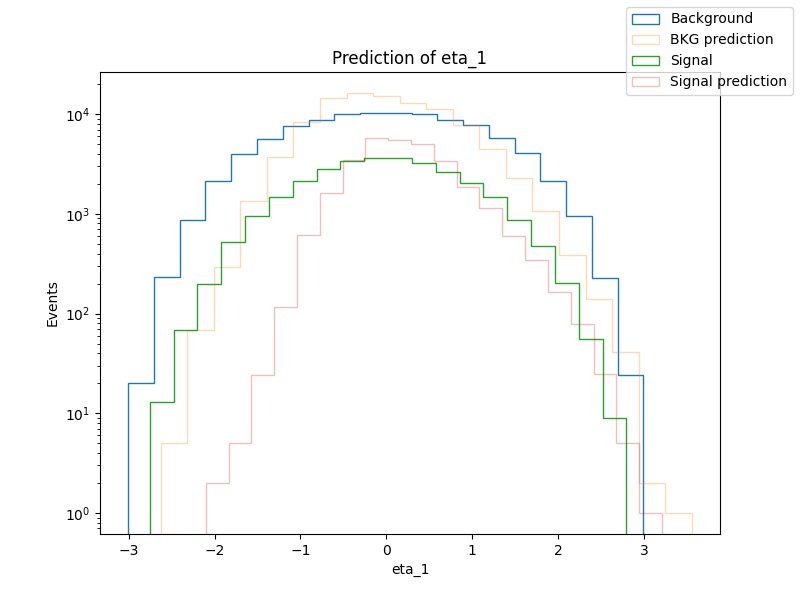 Prediction of eta_1
Background
BKG prediction
Signal
Signal prediction
Events
10⁴
10³
10²
10¹
10⁰
−3 −2 −1 0 1 2 3
eta_1